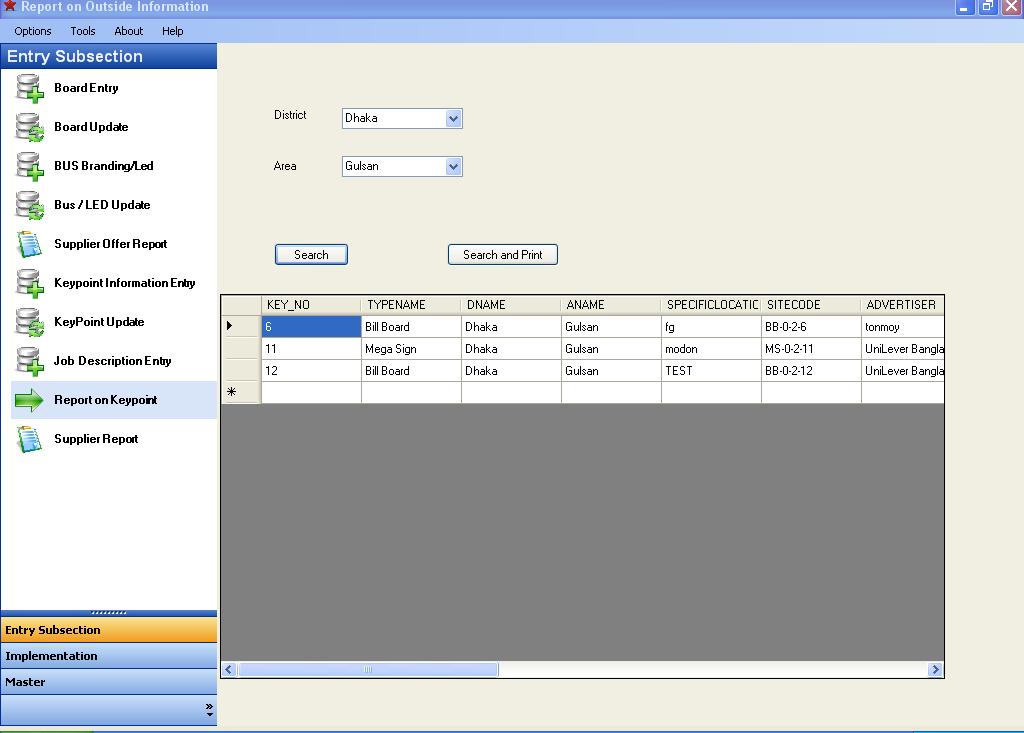 Report on Outside Information
Options Tools About Help
Entry Subsection
Board Entry
Board Update
BUS Branding/Led
Bus / LED Update
Supplier Offer Report
Keypoint Information Entry
KeyPoint Update
Job Description Entry
Report on Keypoint
Supplier Report
Entry Subsection
Implementation
Master
District Dhaka
Area Gulsan
Search Search and Print
KEY_NO TYPENAME DNAME ANAME SPECIFICLOCATIC SITECODE ADVERTISER
6 Bill Board Dhaka Gulsan fg BB-0-2-6 tonmoy
11 Mega Sign Dhaka Gulsan modon MS-0-2-11 UniLever Bangla
12 Bill Board Dhaka Gulsan TEST BB-0-2-12 UniLever Bangla